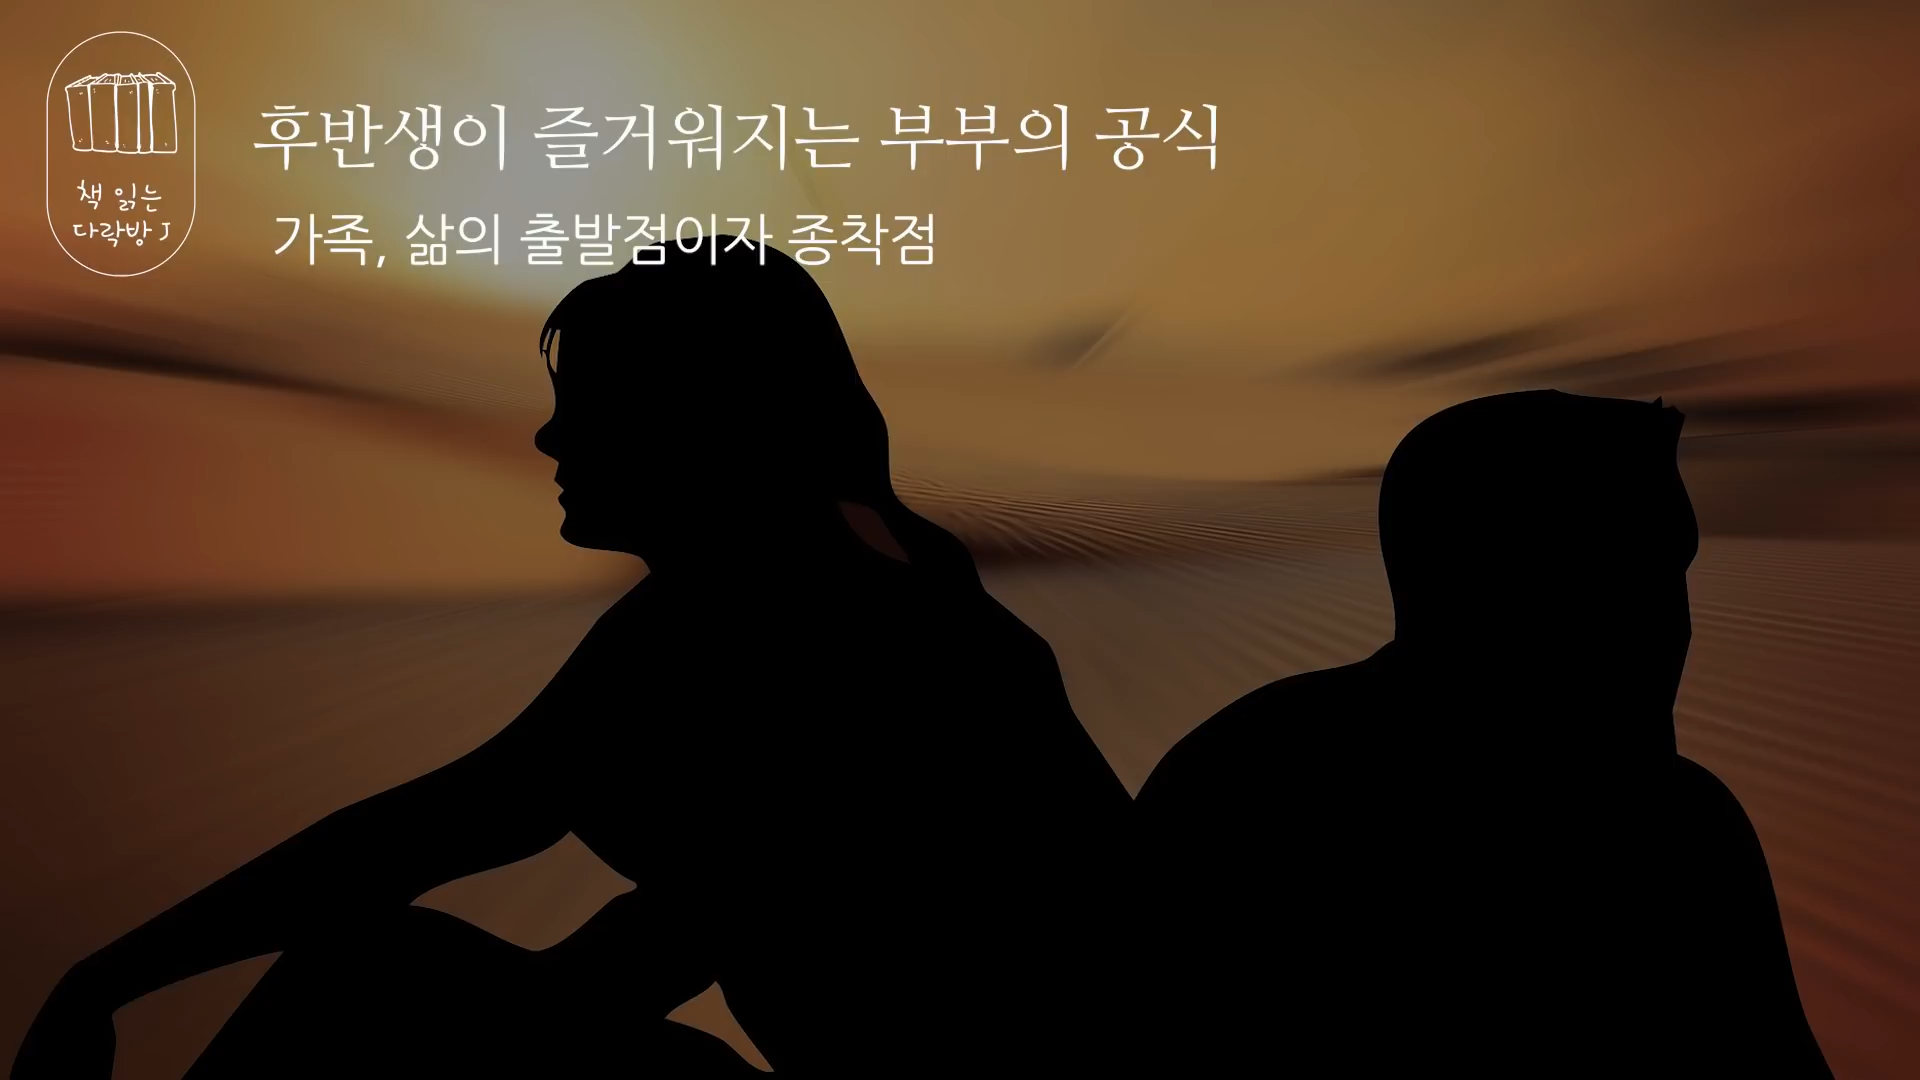 책 읽는
다락방 J
후반생이 즐거워지는 부부의 공식
가족, 삶의 출발점이자 종착점